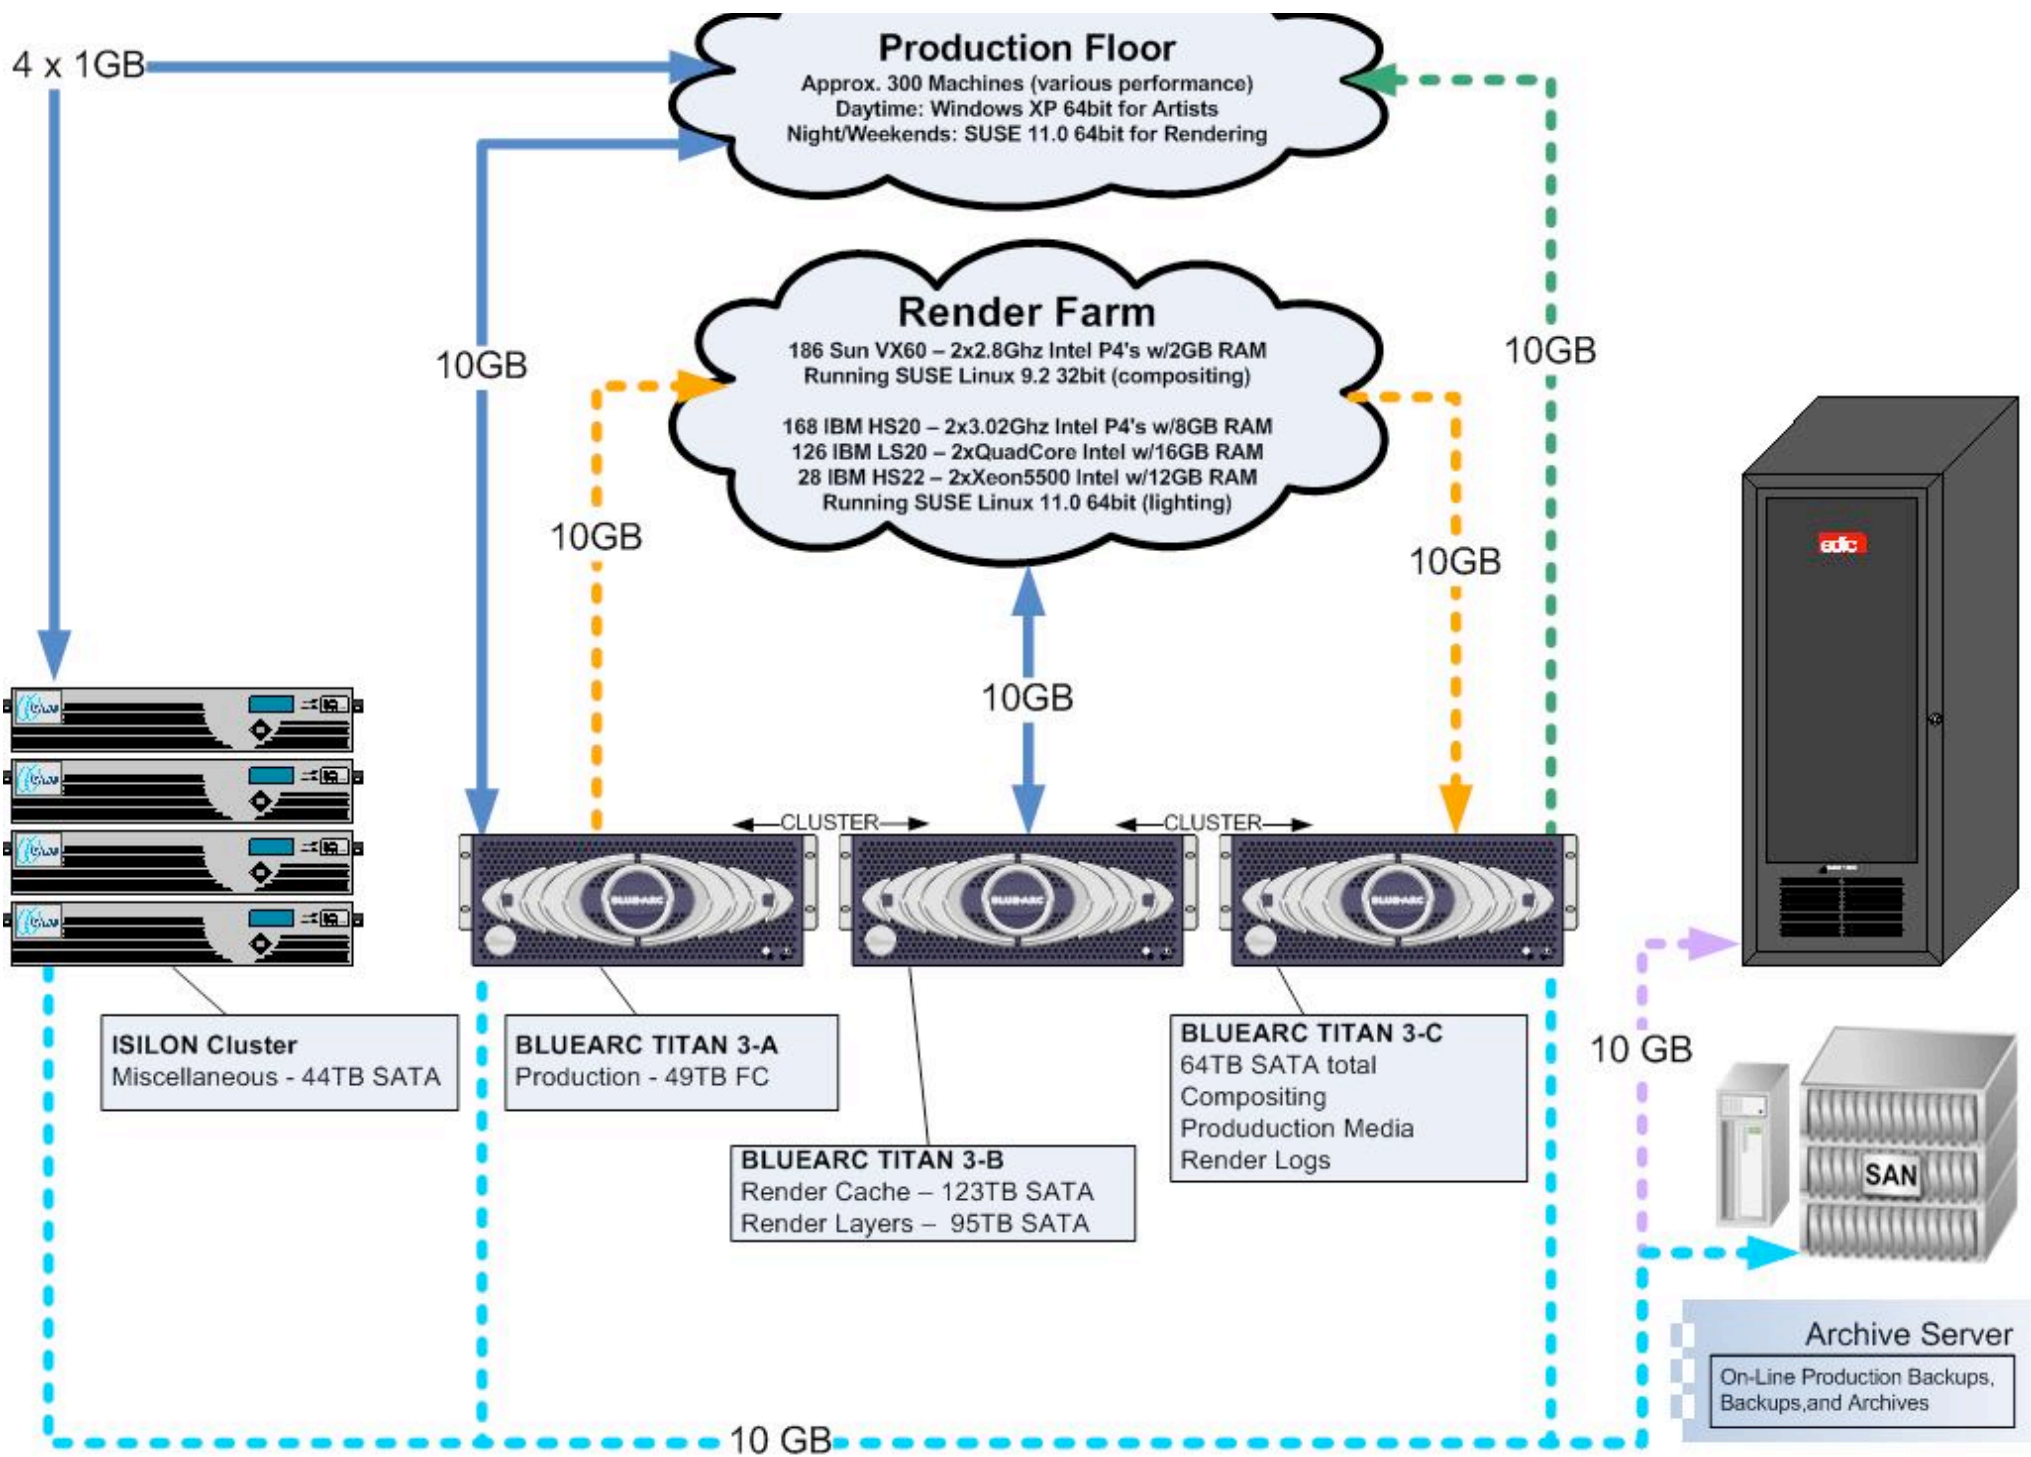 4 x 1GB
Production Floor
Approx. 300 Machines (various performance)
Daytime: Windows XP 64bit for Artists
Night/Weekends: SUSE 11.0 64bit for Rendering
Render Farm
186 Sun VX60 – 2x2.8Ghz Intel P4's w/2GB RAM
Running SUSE Linux 9.2 32bit (compositing)
168 IBM HS20 – 2x3.02Ghz Intel P4's w/8GB RAM
126 IBM LS20 – 2xQuadCore Intel w/16GB RAM
28 IBM HS22 – 2xXeon5500 Intel w/12GB RAM
Running SUSE Linux 11.0 64bit (lighting)
10GB
10GB
10GB
10GB
10GB
CLUSTER
CLUSTER
BLUEARC
BLUEARC
BLUEARC
ISILON Cluster
Miscellaneous - 44TB SATA
BLUEARC TITAN 3-A
Production - 49TB FC
BLUEARC TITAN 3-B
Render Cache – 123TB SATA
Render Layers – 95TB SATA
BLUEARC TITAN 3-C
64TB SATA total
Compositing
Produduction Media
Render Logs
10 GB
SAN
Archive Server
On-Line Production Backups,
Backups,and Archives
10 GB